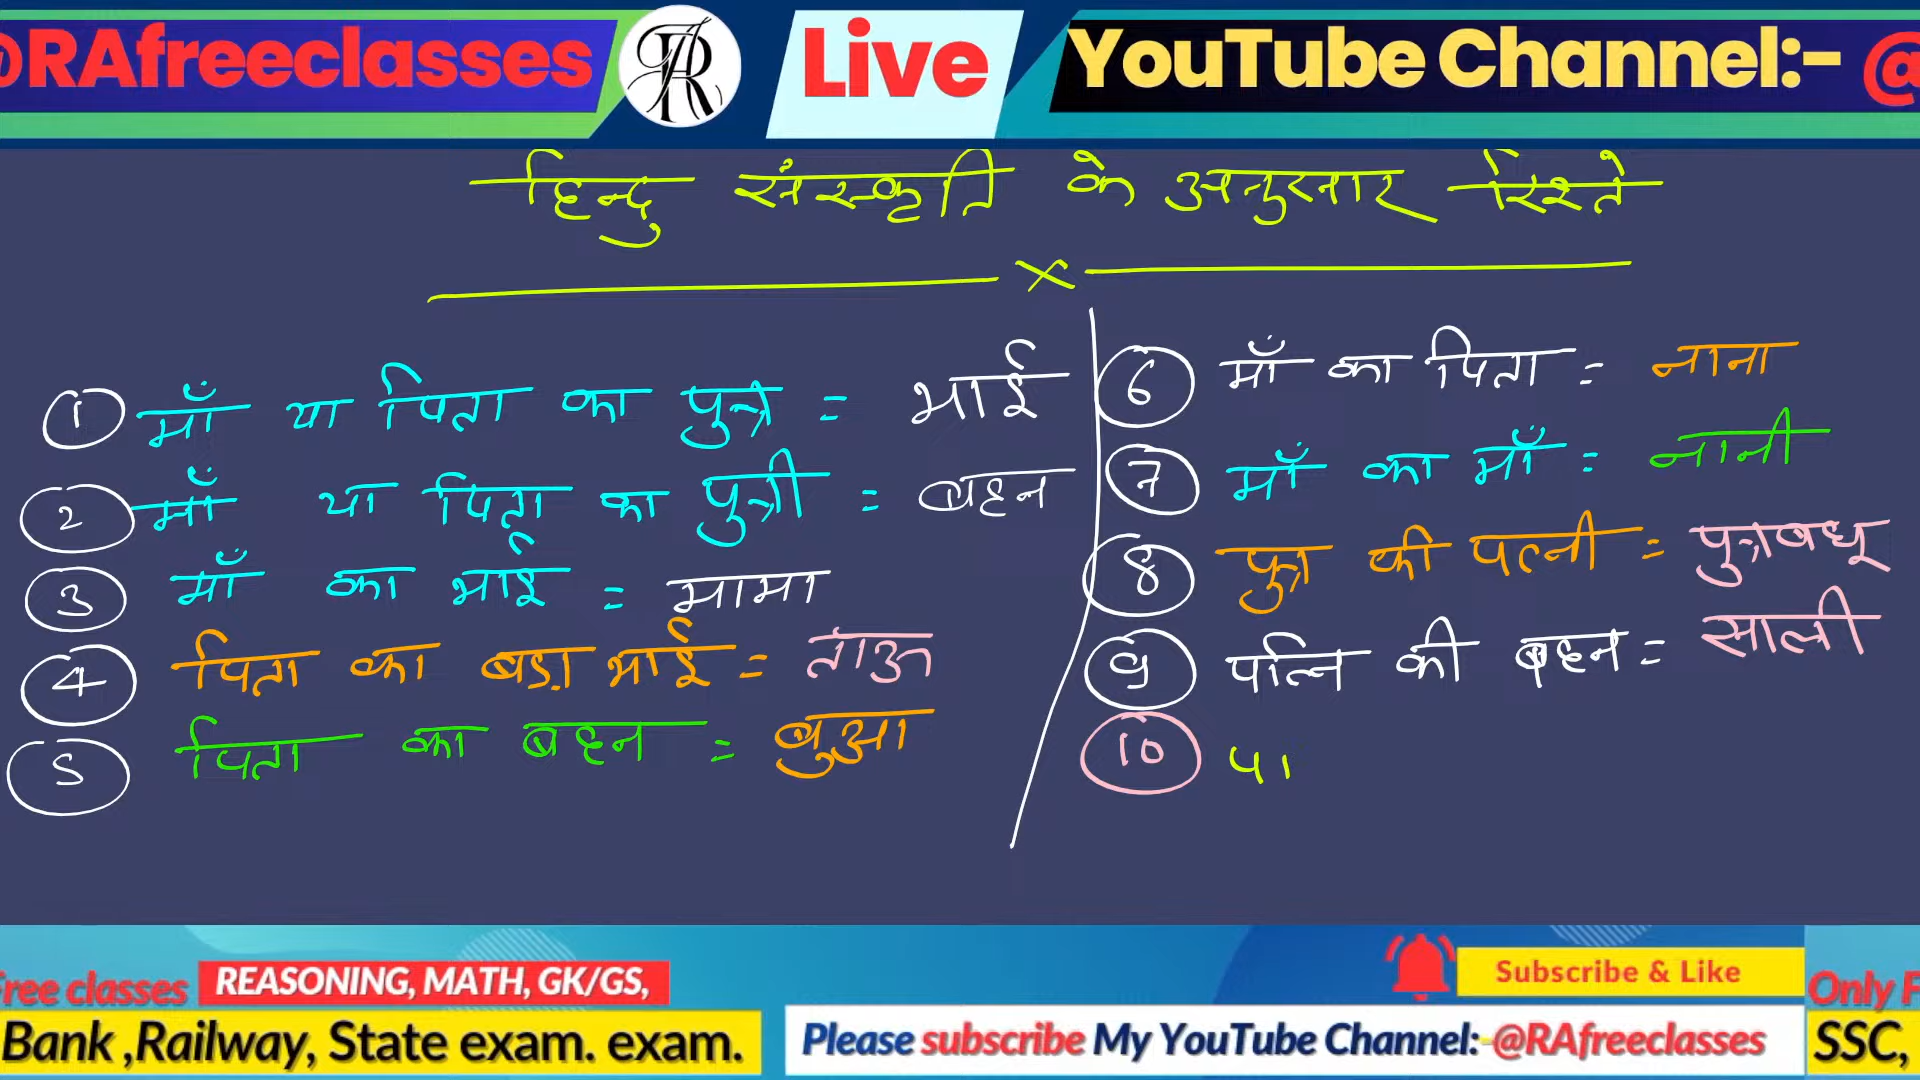 @RAfreeclasses
Live
YouTube Channel:- @
हिन्दु संस्कृति के अनुसार रिश्ते
1 माँ या पिता का पुत्र = भाई
2 माँ या पिता का पुत्री = बहन
3 माँ का भाई = मामा
4 पिता का बड़ा भाई = ताऊ
5 पिता का बहन = बुआ
6 माँ का पिता = नाना
7 माँ का माँ = नानी
8 पुत्र की पत्नी = पुत्रबधू
9 पत्नि की बहन = साली
10
Free classes REASONING, MATH, GK/GS,
Bank ,Railway, State exam. exam.
Subscribe & Like
Please subscribe My YouTube Channel:-@RAfreeclasses
Only F
SSC,